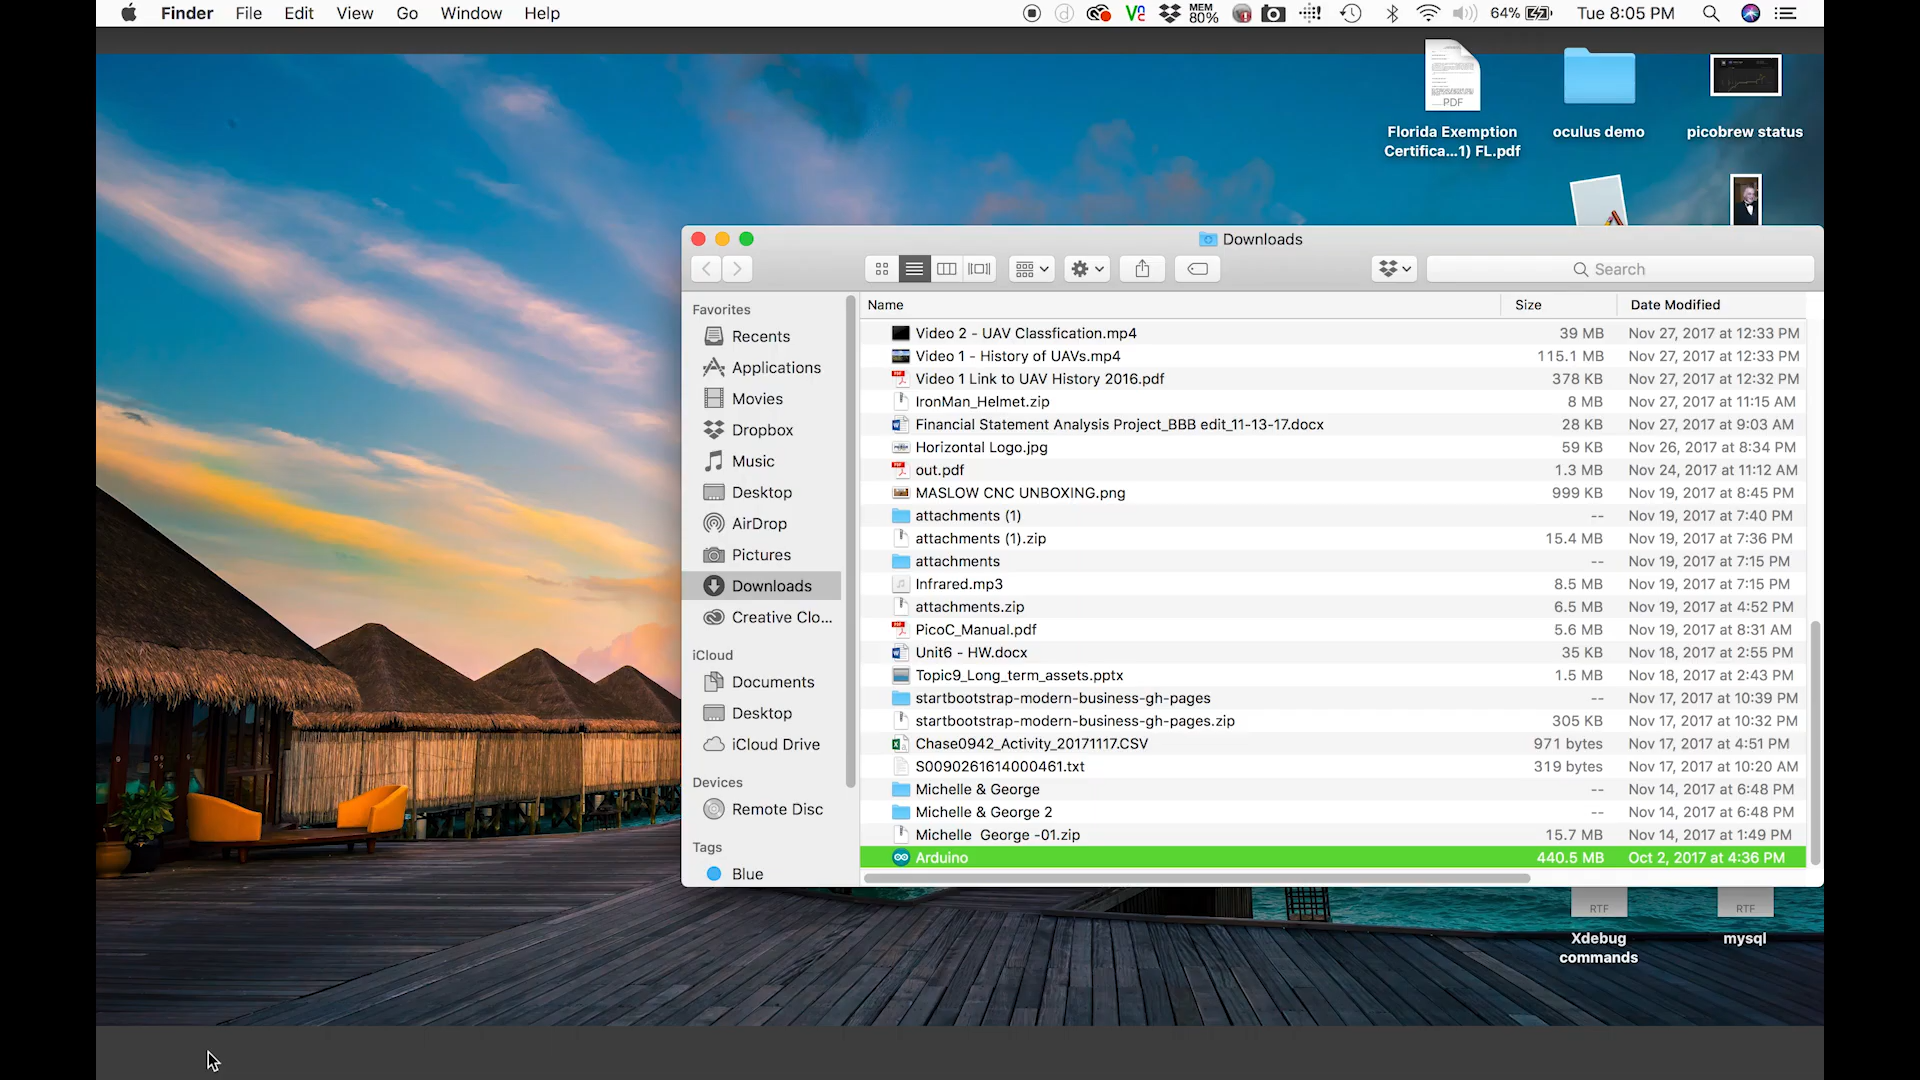 Finder File Edit View Go Window Help MEM 80% 64% Tue 8:05 PM
PDF
Florida Exemption
Certifica...1) FL.pdf
oculus demo
picobrew status
Downloads
Search
Favorites
Recents
Applications
Movies
Dropbox
Music
Desktop
AirDrop
Pictures
Downloads
Creative Clo...
iCloud
Documents
Desktop
iCloud Drive
Devices
Remote Disc
Tags
Blue
Name Size Date Modified
Video 2 - UAV Classfication.mp4 39 MB Nov 27, 2017 at 12:33 PM
Video 1 - History of UAVs.mp4 115.1 MB Nov 27, 2017 at 12:33 PM
Video 1 Link to UAV History 2016.pdf 378 KB Nov 27, 2017 at 12:32 PM
IronMan_Helmet.zip 8 MB Nov 27, 2017 at 11:15 AM
Financial Statement Analysis Project_BBB edit_11-13-17.docx 28 KB Nov 27, 2017 at 9:03 AM
Horizontal Logo.jpg 59 KB Nov 26, 2017 at 8:34 PM
out.pdf 1.3 MB Nov 24, 2017 at 11:12 AM
MASLOW CNC UNBOXING.png 999 KB Nov 19, 2017 at 8:45 PM
attachments (1) -- Nov 19, 2017 at 7:40 PM
attachments (1).zip 15.4 MB Nov 19, 2017 at 7:36 PM
attachments -- Nov 19, 2017 at 7:15 PM
Infrared.mp3 8.5 MB Nov 19, 2017 at 7:15 PM
attachments.zip 6.5 MB Nov 19, 2017 at 4:52 PM
PicoC_Manual.pdf 5.6 MB Nov 19, 2017 at 8:31 AM
Unit6 - HW.docx 35 KB Nov 18, 2017 at 2:55 PM
Topic9_Long_term_assets.pptx 1.5 MB Nov 18, 2017 at 2:43 PM
startbootstrap-modern-business-gh-pages -- Nov 17, 2017 at 10:39 PM
startbootstrap-modern-business-gh-pages.zip 305 KB Nov 17, 2017 at 10:32 PM
Chase0942_Activity_20171117.CSV 971 bytes Nov 17, 2017 at 4:51 PM
S00902616140004​61.txt 319 bytes Nov 17, 2017 at 10:20 AM
Michelle & George -- Nov 14, 2017 at 6:48 PM
Michelle & George 2 -- Nov 14, 2017 at 6:48 PM
Michelle  George -01.zip 15.7 MB Nov 14, 2017 at 1:49 PM
Arduino 440.5 MB Oct 2, 2017 at 4:36 PM
RTF
Xdebug
commands
RTF
mysql